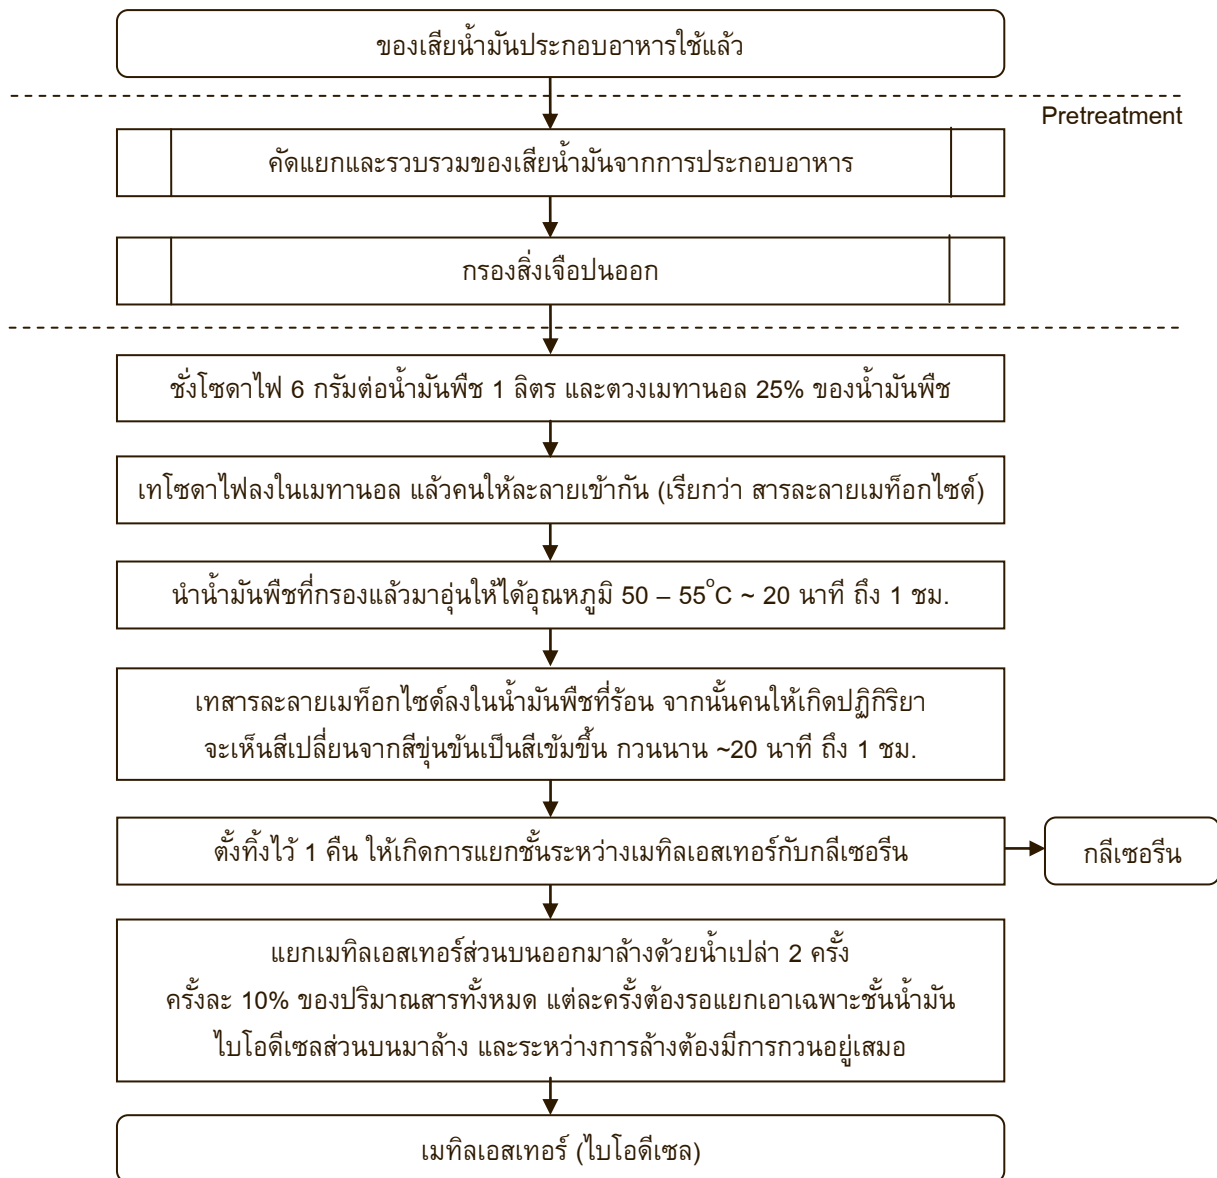 ของเสียน้ำมันประกอบอาหารใช้แล้ว
Pretreatment
คัดแยกและรวบรวมของเสียน้ำมันจากการประกอบอาหาร
กรองสิ่งเจือปนออก
ชั่งโซดาไฟ 6 กรัมต่อน้ำมันพืช 1 ลิตร และตวงเมทานอล 25% ของน้ำมันพืช
เทโซดาไฟลงในเมทานอล แล้วคนให้ละลายเข้ากัน (เรียกว่า สารละลายเมท็อกไซด์)
นำน้ำมันพืชที่กรองแล้วมาอุ่นให้ได้อุณหภูมิ 50 – 55°C ~ 20 นาที ถึง 1 ชม.
เทสารละลายเมท็อกไซด์ลงในน้ำมันพืชที่ร้อน จากนั้นคนให้เกิดปฏิกิริยา
จะเห็นสีเปลี่ยนจากสีขุ่นข้นเป็นสีเข้มขึ้น กวนนาน ~20 นาที ถึง 1 ชม.
ตั้งทิ้งไว้ 1 คืน ให้เกิดการแยกชั้นระหว่างเมทิลเอสเทอร์กับกลีเซอรีน
กลีเซอรีน
แยกเมทิลเอสเทอร์ส่วนบนออกมาล้างด้วยน้ำเปล่า 2 ครั้ง
ครั้งละ 10% ของปริมาณสารทั้งหมด แต่ละครั้งต้องรอแยกเอาเฉพาะชั้นน้ำมัน
ไบโอดีเซลส่วนบนมาล้าง และระหว่างการล้างต้องมีการกวนอยู่เสมอ
เมทิลเอสเทอร์ (ไบโอดีเซล)